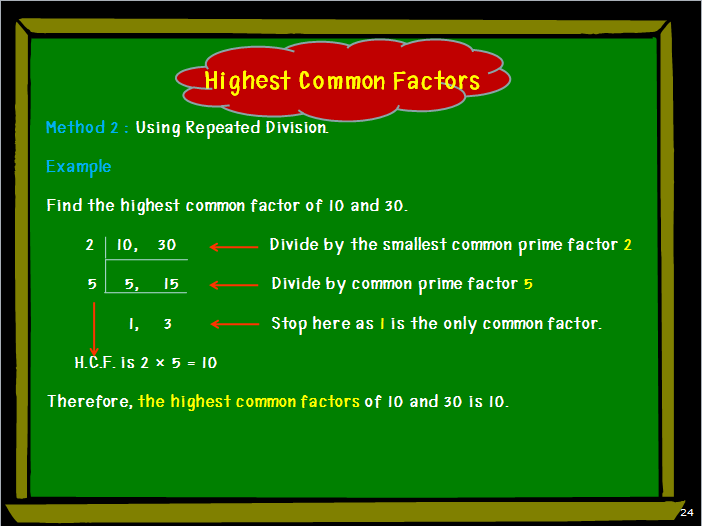 Highest Common Factors
Method 2 : Using Repeated Division.
Example
Find the highest common factor of 10 and 30.
2 10, 30 Divide by the smallest common prime factor 2
5 5, 15 Divide by common prime factor 5
1, 3 Stop here as 1 is the only common factor.
H.C.F. is 2 × 5 = 10
Therefore, the highest common factors of 10 and 30 is 10.
24